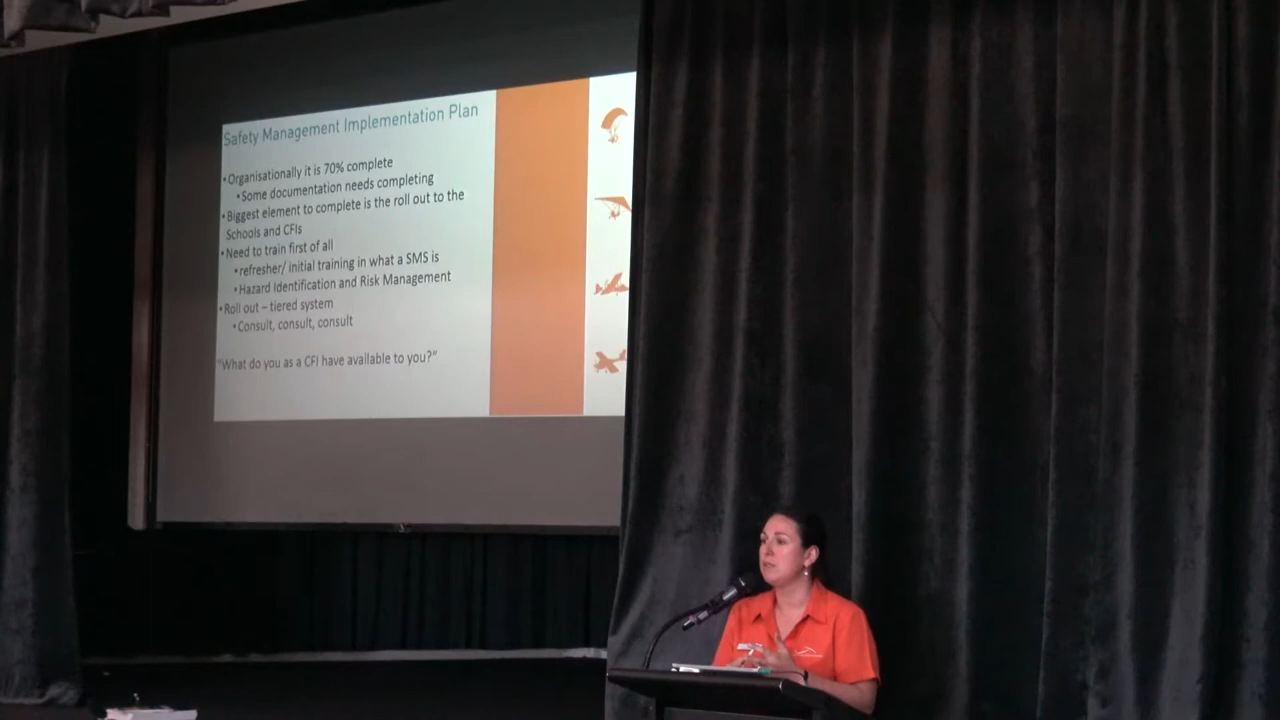 Safety Management Implementation Plan
•Organisationally it is 70% complete
•Some documentation needs completing
•Biggest element to complete is the roll out to the
Schools and CFIs
•Need to train first of all
•refresher/ initial training in what a SMS is
•Hazard Identification and Risk Management
•Roll out – tiered system
•Consult, consult, consult
“What do you as a CFI have available to you?”